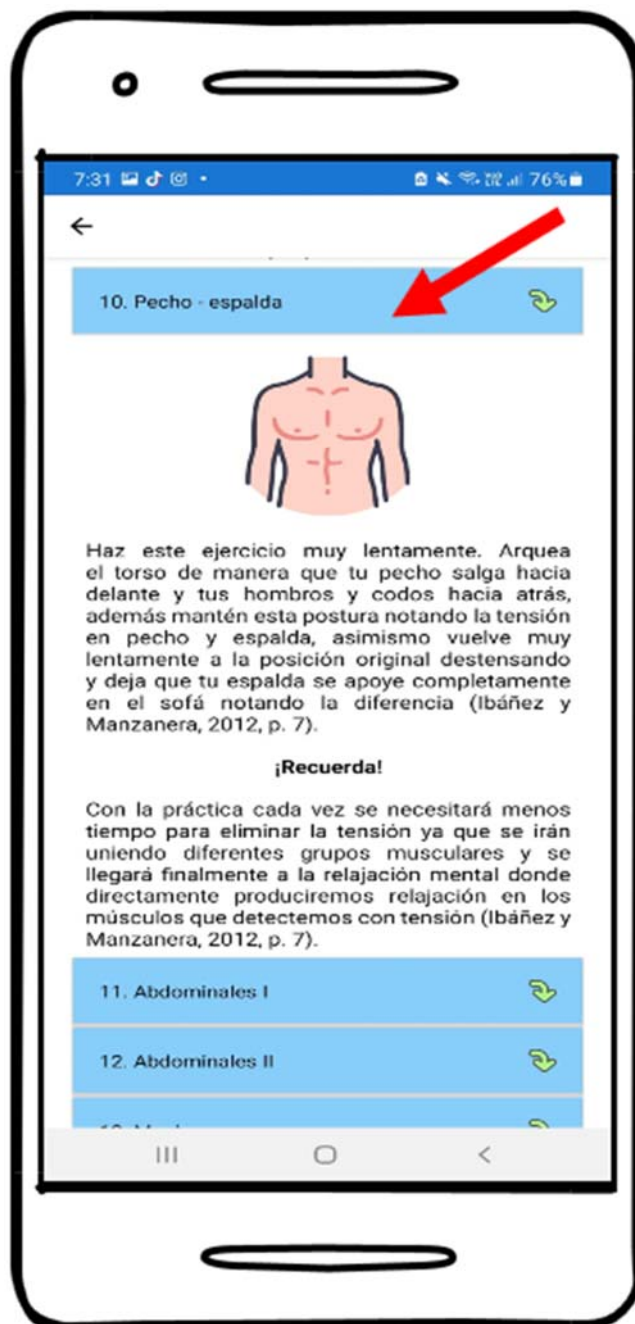 7:31 76%
10. Pecho - espalda
Haz este ejercicio muy lentamente. Arquea
el torso de manera que tu pecho salga hacia
delante y tus hombros y codos hacia atrás,
además mantén esta postura notando la tensión
en pecho y espalda, asimismo vuelve muy
lentamente a la posición original destensando
y deja que tu espalda se apoye completamente
en el sofá notando la diferencia (Ibáñez y
Manzanera, 2012, p. 7).
¡Recuerda!
Con la práctica cada vez se necesitará menos
tiempo para eliminar la tensión ya que se irán
uniendo diferentes grupos musculares y se
llegará finalmente a la relajación mental donde
directamente produciremos relajación en los
músculos que detectemos con tensión (Ibáñez y
Manzanera, 2012, p. 7).
11. Abdominales I
12. Abdominales II